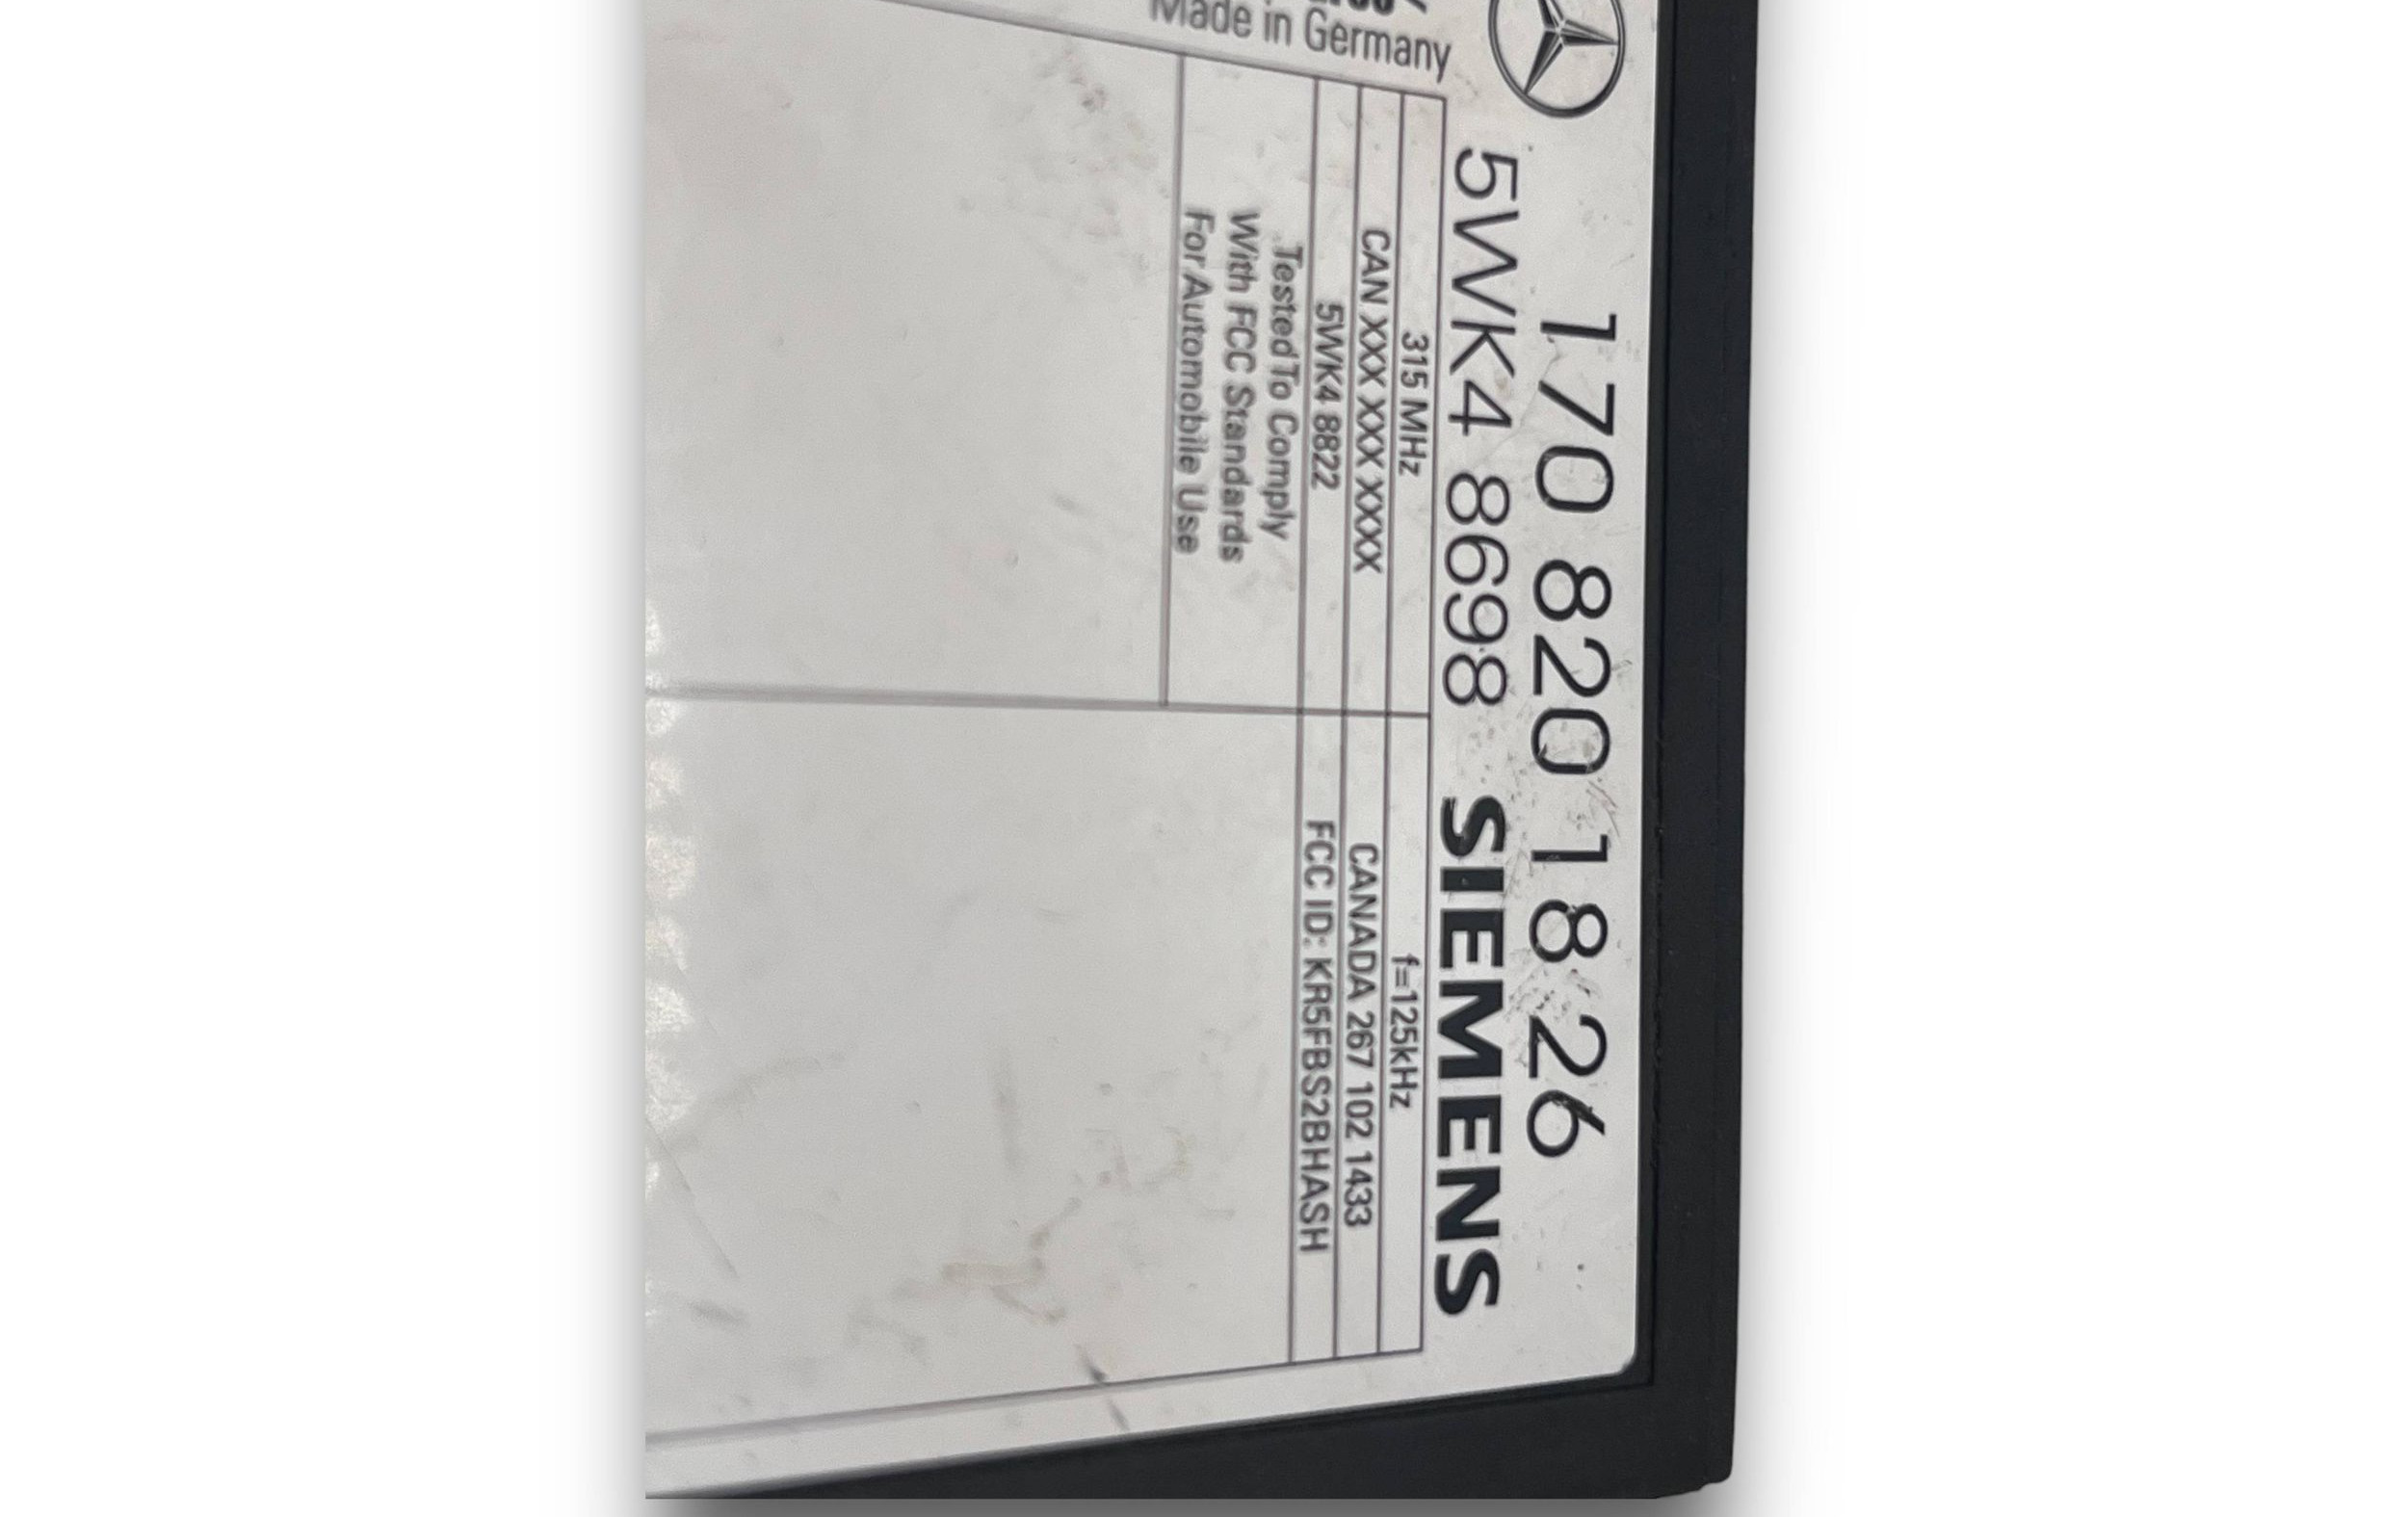 170 820 18 26
5WK4 8698 SIEMENS
315 MHz f=125kHz
CAN XXX XXX XXXX CANADA 267 102 1433
5WK4 8822 FCC ID: KR5FBS2BHASH
Tested To Comply
With FCC Standards
For Automobile Use
Made in Germany